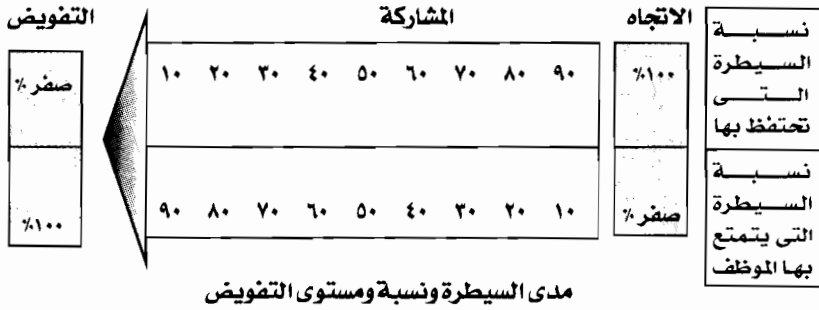 الاتجاه المشاركة التفويض
نسبة
السيطرة
التى
تحتفظ بها
٪١٠٠ ٩٠ ٨٠ ٧٠ ٦٠ ٥٠ ٤٠ ٣٠ ٢٠ ١٠ صفر ٪
نسبة
السيطرة
التى يتمتع
بها الموظف
صفر ٪ ١٠ ٢٠ ٣٠ ٤٠ ٥٠ ٦٠ ٧٠ ٨٠ ٩٠ ٪١٠٠
مدى السيطرة ونسبة ومستوى التفويض